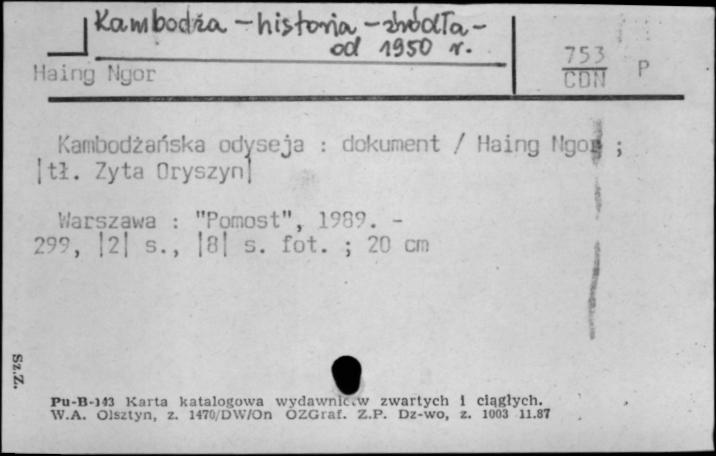 Kambodża - historia - źródła -
od 1950 r.
Haing Ngor
753
CDN
P
Kambodżańska odyseja : dokument / Haing Ngor ;
|tł. Zyta Oryszyn|
Warszawa : "Pomost", 1989. -
299, |2| s., |8| s. fot. ; 20 cm
Sz.Z.
Pu-B-143 Karta katalogowa wydawnictw zwartych i ciągłych.
W.A. Olsztyn, z. 1470/DW/On OZGraf. Z.P. Dz-wo, z. 1003 11.87